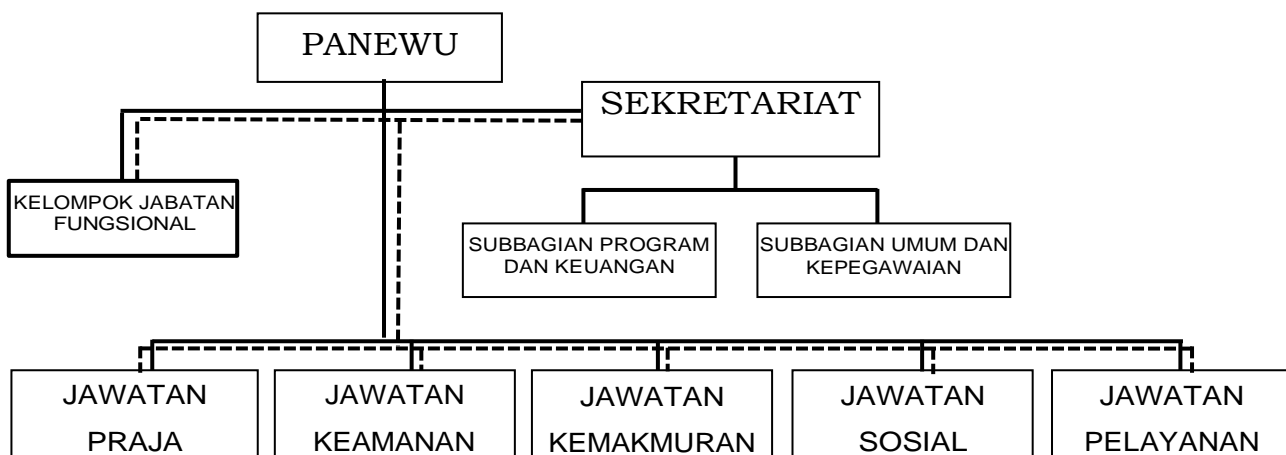 PANEWU
SEKRETARIAT
KELOMPOK JABATAN
FUNGSIONAL
SUBBAGIAN PROGRAM
DAN KEUANGAN
SUBBAGIAN UMUM DAN
KEPEGAWAIAN
JAWATAN
PRAJA
JAWATAN
KEAMANAN
JAWATAN
KEMAKMURAN
JAWATAN
SOSIAL
JAWATAN
PELAYANAN